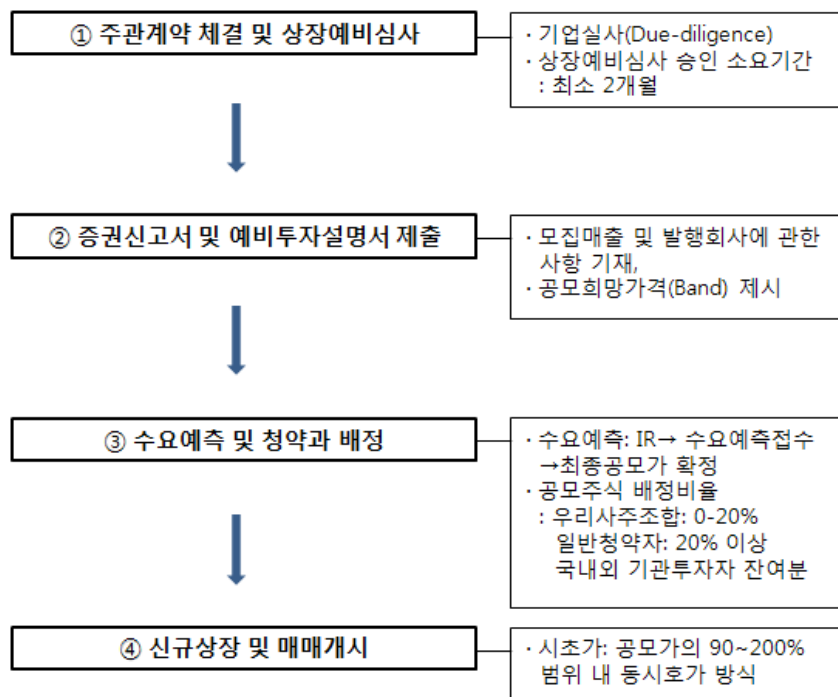 ① 주관계약 체결 및 상장예비심사
· 기업실사(Due-diligence)
· 상장예비심사 승인 소요기간
: 최소 2개월
② 증권신고서 및 예비투자설명서 제출
· 모집매출 및 발행회사에 관한
사항 기재,
· 공모희망가격(Band) 제시
③ 수요예측 및 청약과 배정
· 수요예측: IR→ 수요예측접수
→최종공모가 확정
· 공모주식 배정비율
: 우리사주조합: 0-20%
일반청약자: 20% 이상
국내외 기관투자자 잔여분
④ 신규상장 및 매매개시
· 시초가: 공모가의 90~200%
범위 내 동시호가 방식